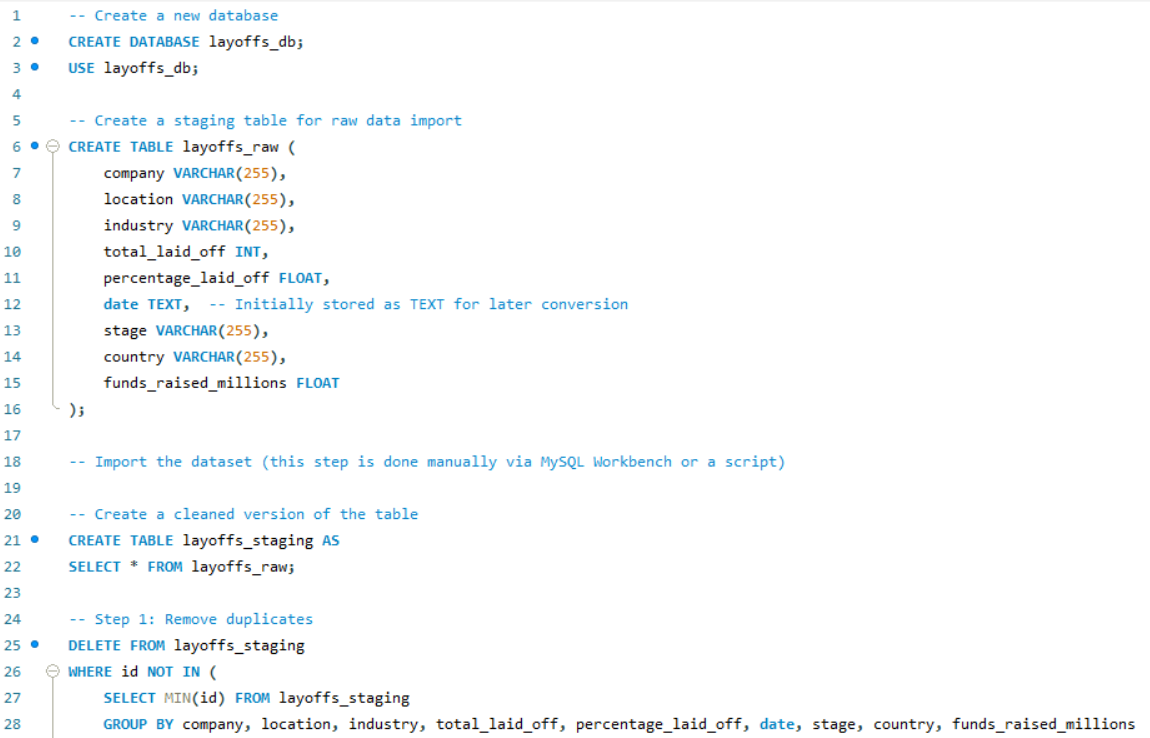 1 -- Create a new database
2 CREATE DATABASE layoffs_db;
3 USE layoffs_db;
4
5 -- Create a staging table for raw data import
6 CREATE TABLE layoffs_raw (
7 company VARCHAR(255),
8 location VARCHAR(255),
9 industry VARCHAR(255),
10 total_laid_off INT,
11 percentage_laid_off FLOAT,
12 date TEXT, -- Initially stored as TEXT for later conversion
13 stage VARCHAR(255),
14 country VARCHAR(255),
15 funds_raised_millions FLOAT
16 );
17
18 -- Import the dataset (this step is done manually via MySQL Workbench or a script)
19
20 -- Create a cleaned version of the table
21 CREATE TABLE layoffs_staging AS
22 SELECT * FROM layoffs_raw;
23
24 -- Step 1: Remove duplicates
25 DELETE FROM layoffs_staging
26 WHERE id NOT IN (
27 SELECT MIN(id) FROM layoffs_staging
28 GROUP BY company, location, industry, total_laid_off, percentage_laid_off, date, stage, country, funds_raised_millions